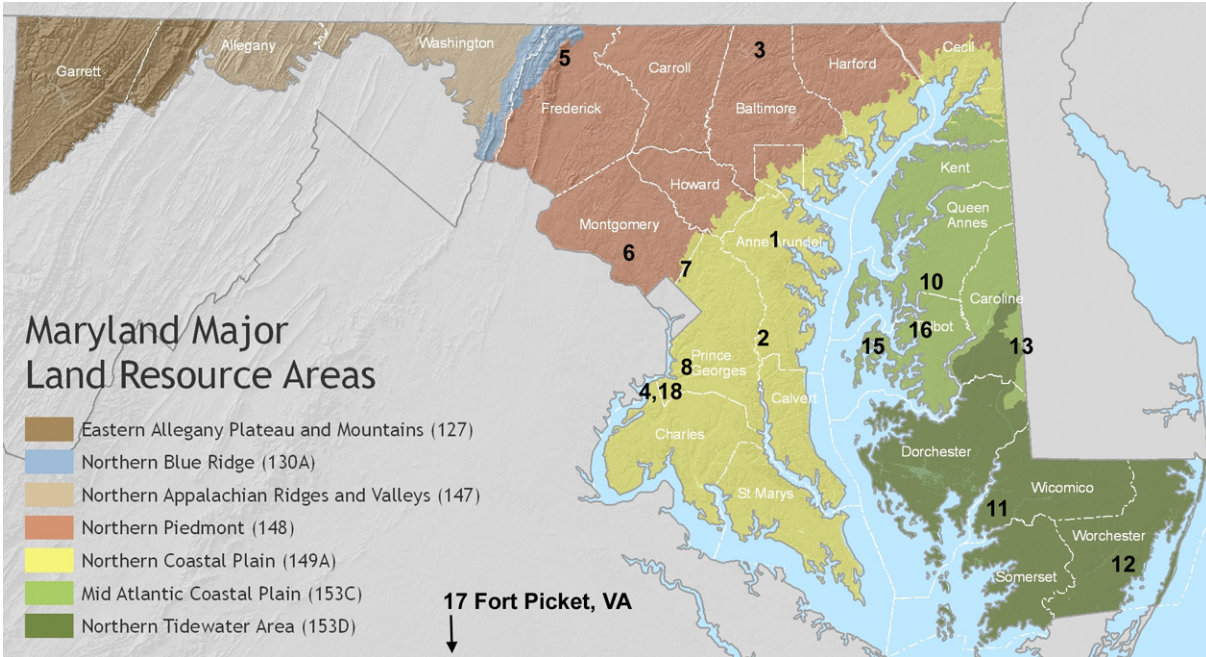 Garrett
Allegany
Washington
5
Frederick
Carroll
3
Baltimore
Harford
Cecil
Howard
Montgomery
6
7
1
Anne Arundel
Kent
Queen
Annes
10
Caroline
16
lbot
15
13
2
8
Prince
Georges
4,18
Calvert
Charles
St Marys
Dorchester
11
Wicomico
Worchester
12
Somerset
Maryland Major
Land Resource Areas
Eastern Allegany Plateau and Mountains (127)
Northern Blue Ridge (130A)
Northern Appalachian Ridges and Valleys (147)
Northern Piedmont (148)
Northern Coastal Plain (149A)
Mid Atlantic Coastal Plain (153C)
Northern Tidewater Area (153D)
17 Fort Picket, VA